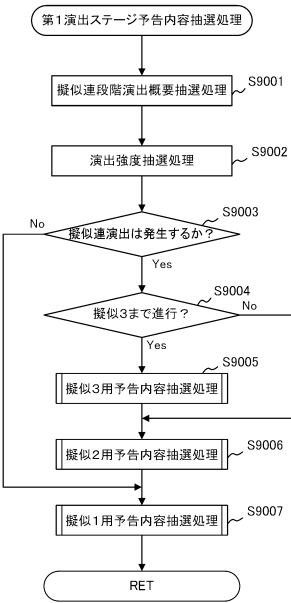 第1演出ステージ予告内容抽選処理
擬似連段階演出概要抽選処理
S9001
演出強度抽選処理
S9002
擬似連演出は発生するか?
S9003
No
Yes
擬似3まで進行?
S9004
No
Yes
擬似3用予告内容抽選処理
S9005
擬似2用予告内容抽選処理
S9006
擬似1用予告内容抽選処理
S9007
RET